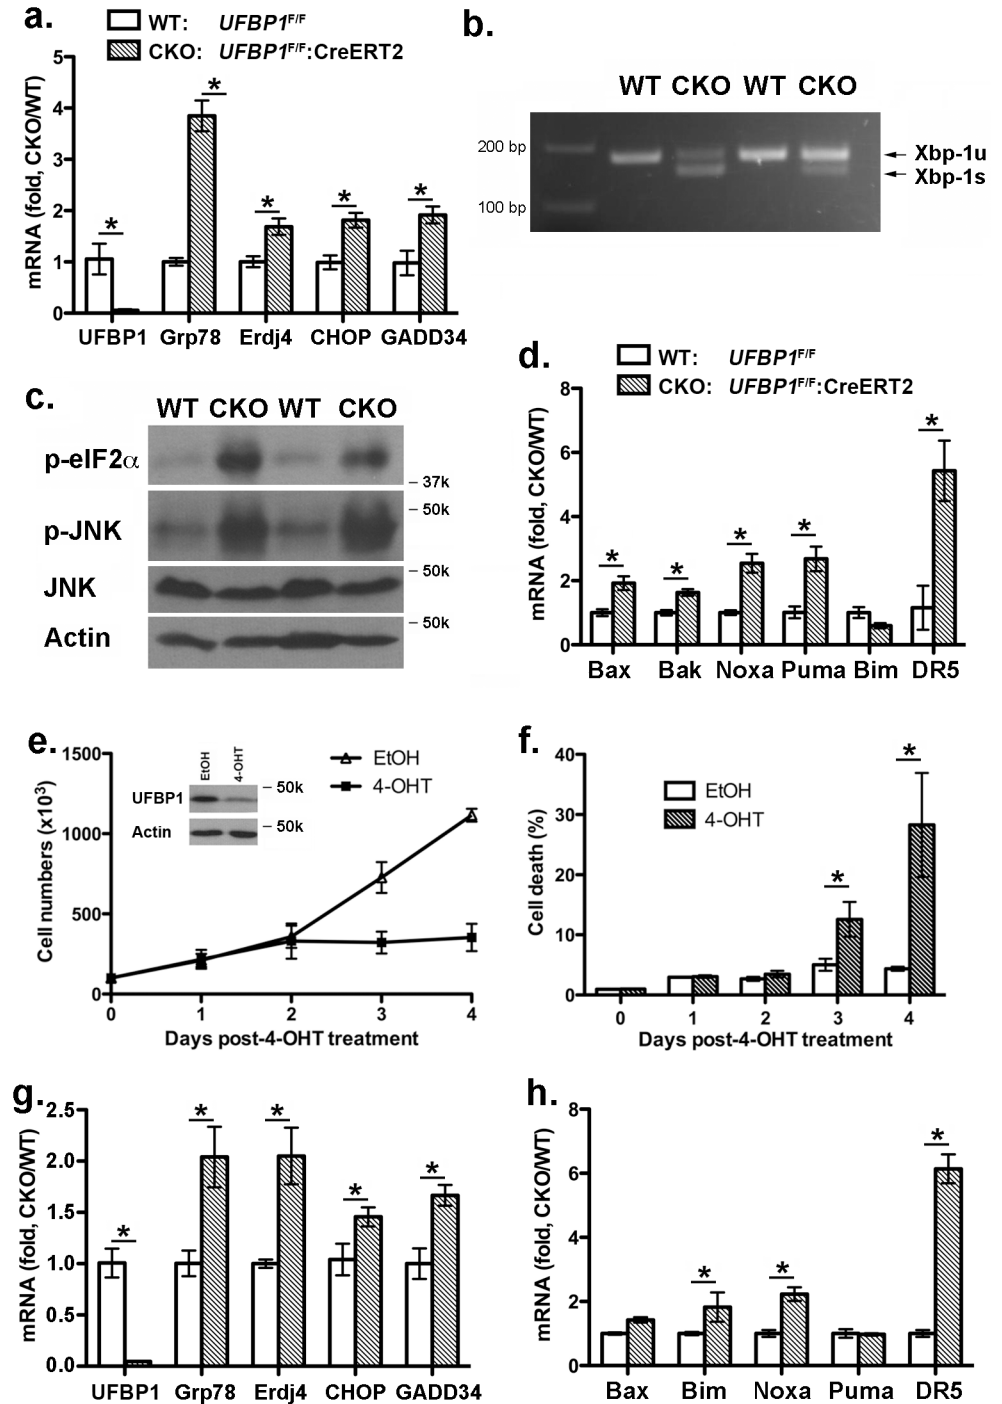 a.
WT: UFBP1F/F
CKO: UFBP1F/F:CreERT2
mRNA (fold, CKO/WT)
5
4
3
2
1
0
* * * * *
UFBP1 Grp78 Erdj4 CHOP GADD34
b.
WT CKO WT CKO
200 bp
100 bp
← Xbp-1u
← Xbp-1s
c.
WT CKO WT CKO
p-eIF2α
– 37k
p-JNK
– 50k
JNK
– 50k
Actin
– 50k
d.
WT: UFBP1F/F
CKO: UFBP1F/F:CreERT2
mRNA (fold, CKO/WT)
8
6
4
2
0
* * * * *
Bax Bak Noxa Puma Bim DR5
e.
Cell numbers (x10³)
1500
1000
500
0
EtOH 4-OHT
UFBP1
– 50k
Actin
– 50k
EtOH
4-OHT
0 1 2 3 4
Days post-4-OHT treatment
f.
Cell death (%)
40
30
20
10
0
EtOH
4-OHT
* *
0 1 2 3 4
Days post-4-OHT treatment
g.
mRNA (fold, CKO/WT)
2.5
2.0
1.5
1.0
0.5
0.0
* * * * *
UFBP1 Grp78 Erdj4 CHOP GADD34
h.
mRNA (fold, CKO/WT)
8
6
4
2
0
* * *
Bax Bim Noxa Puma DR5